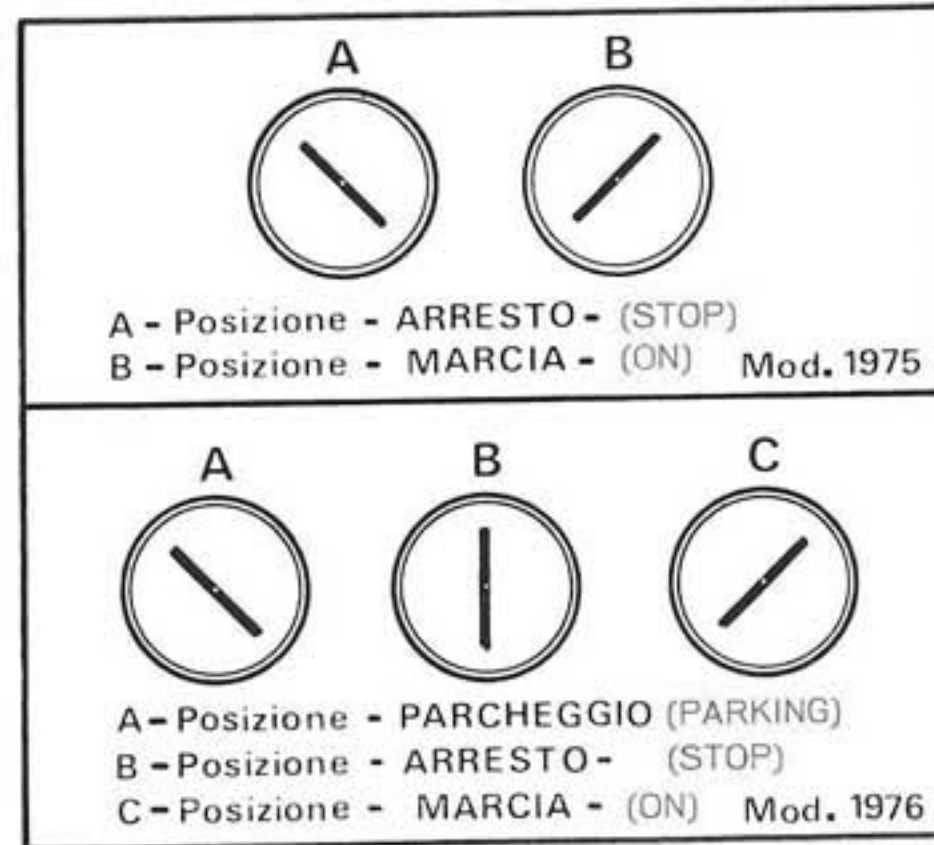 A B
A - Posizione - ARRESTO - (STOP)
B - Posizione - MARCIA - (ON) Mod. 1975
A B C
A - Posizione - PARCHEGGIO (PARKING)
B - Posizione - ARRESTO - (STOP)
C - Posizione - MARCIA - (ON) Mod. 1976